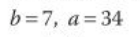 b = 7, a = 34